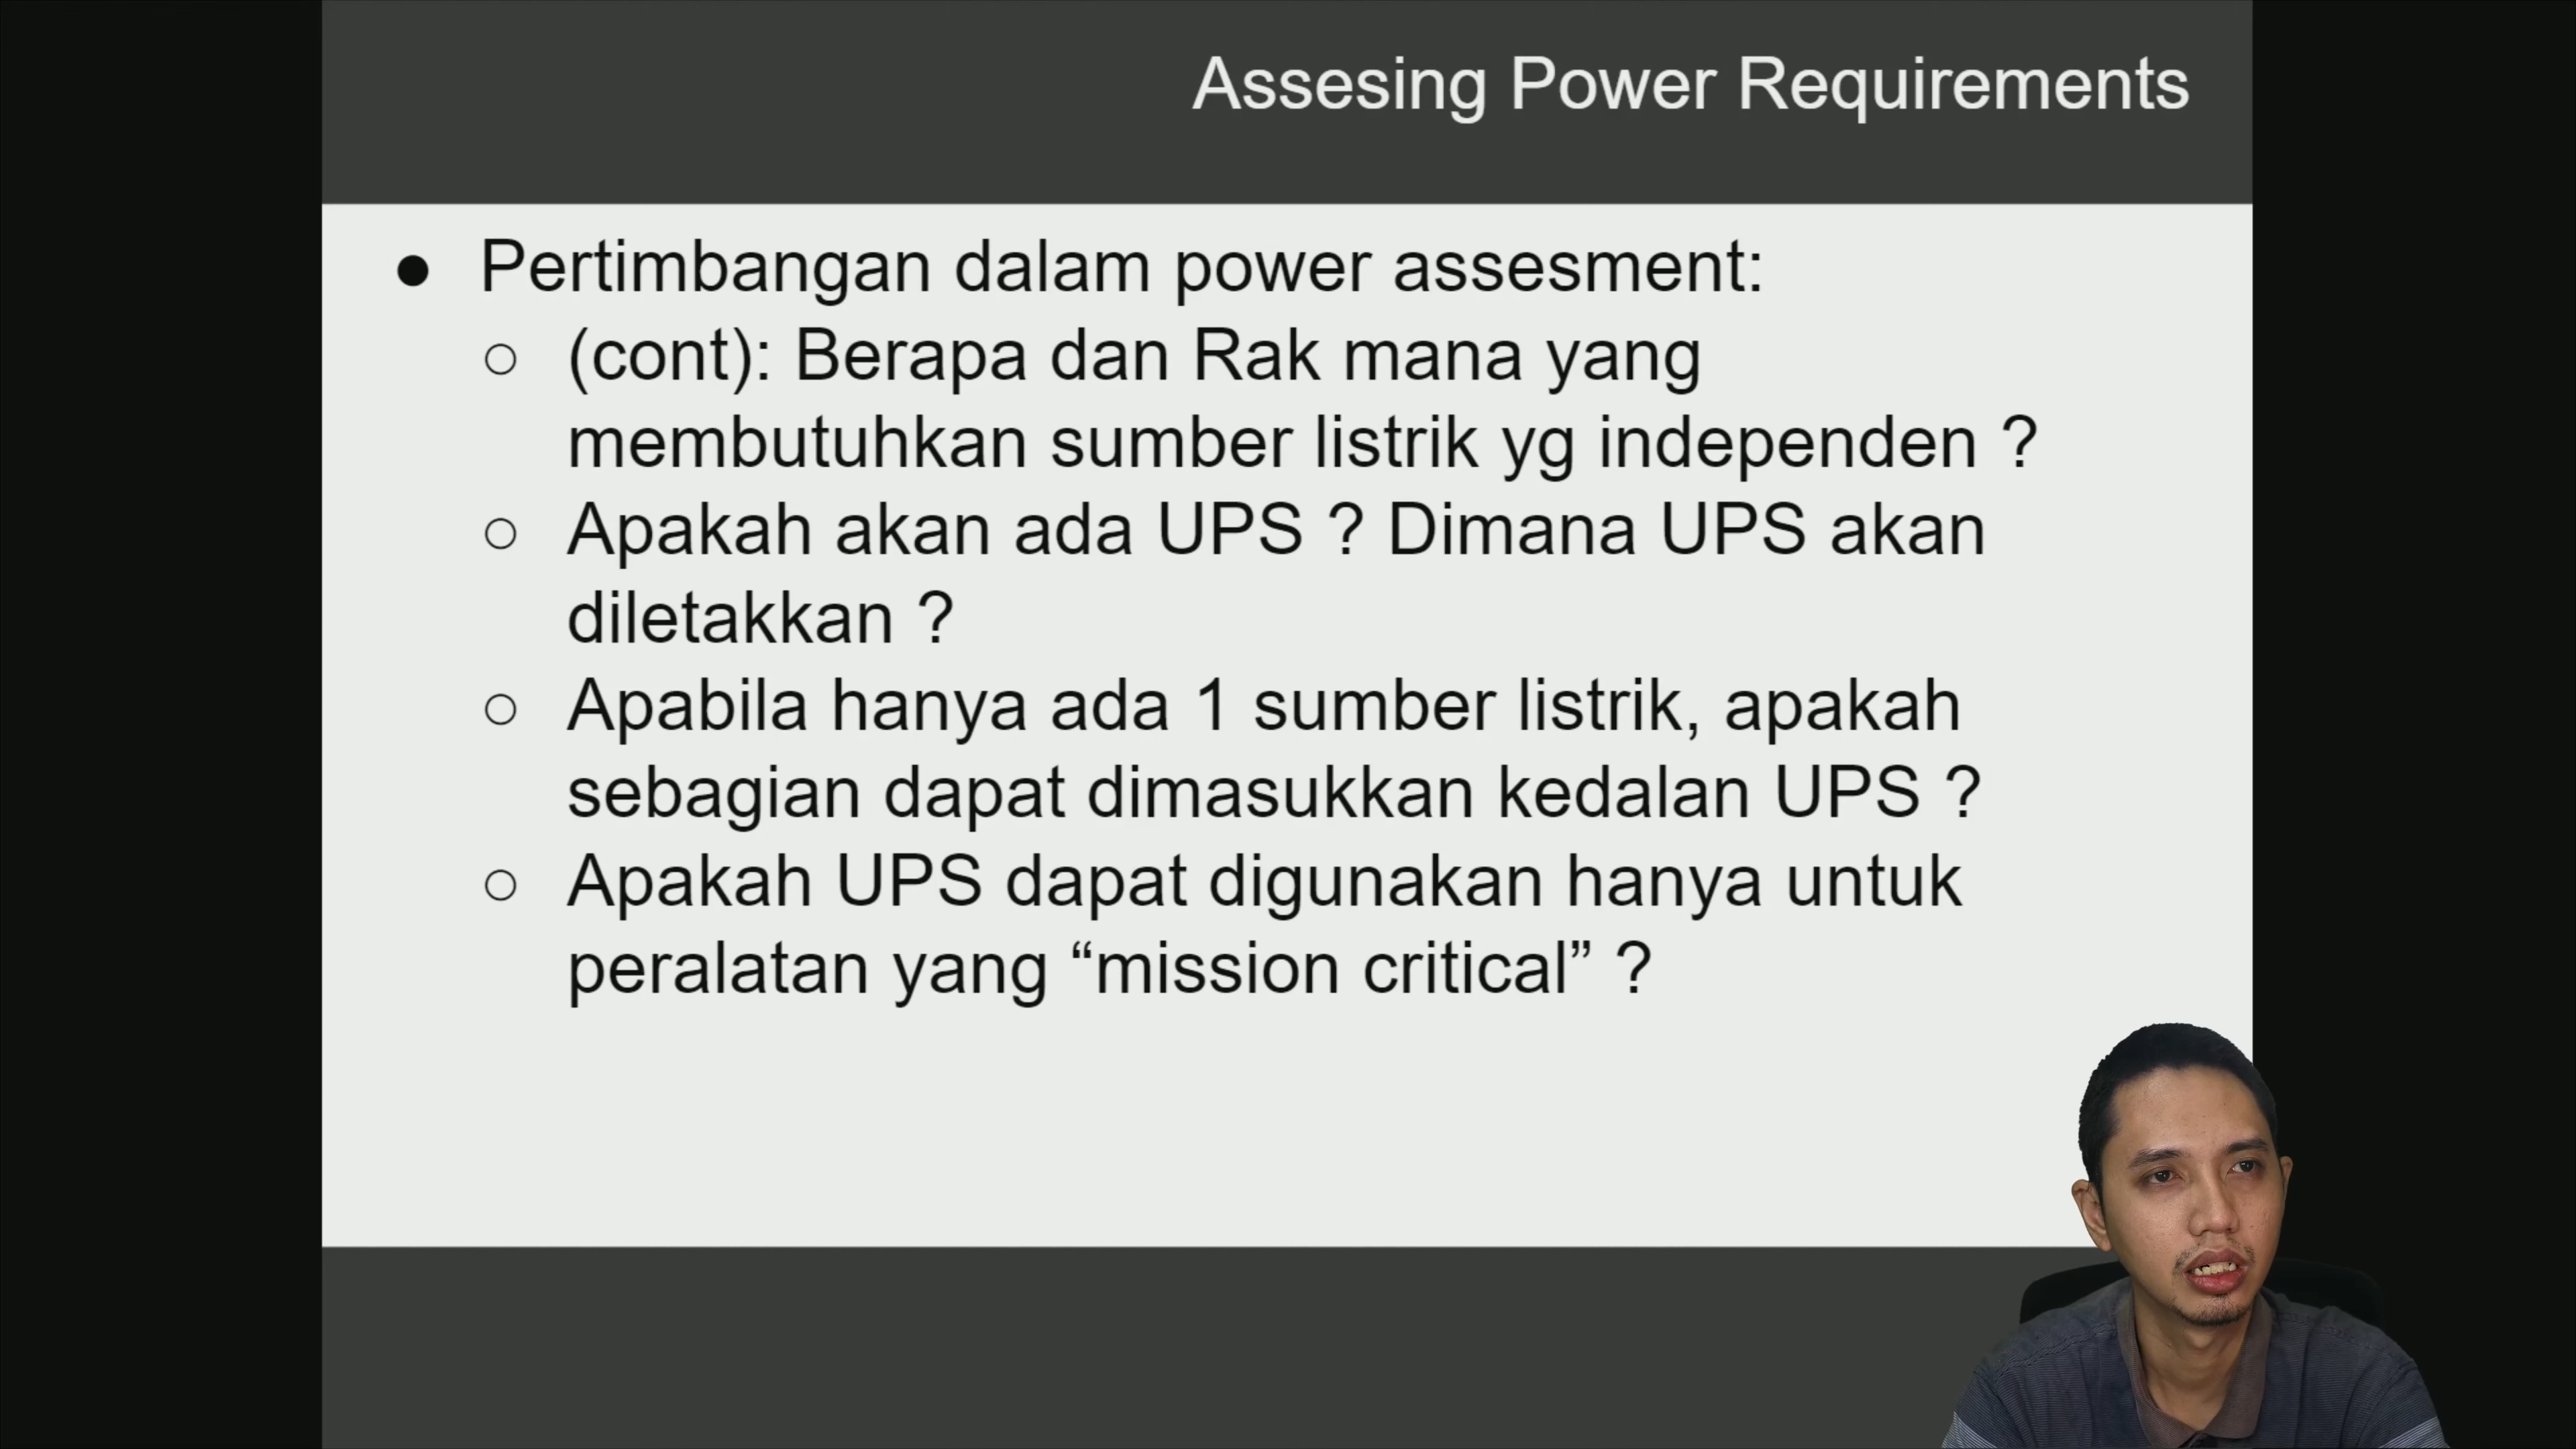 Assesing Power Requirements
● Pertimbangan dalam power assesment:
○ (cont): Berapa dan Rak mana yang
membutuhkan sumber listrik yg independen ?
○ Apakah akan ada UPS ? Dimana UPS akan
diletakkan ?
○ Apabila hanya ada 1 sumber listrik, apakah
sebagian dapat dimasukkan kedalan UPS ?
○ Apakah UPS dapat digunakan hanya untuk
peralatan yang “mission critical” ?